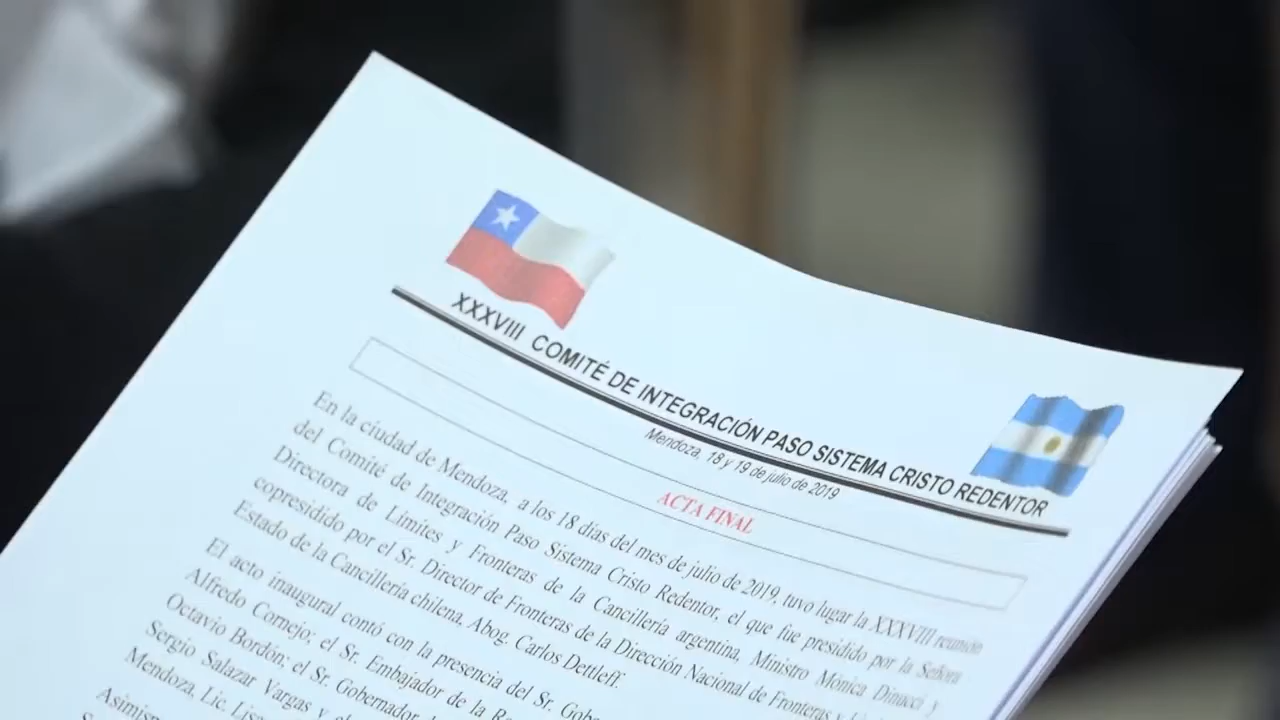 XXXVIII COMITÉ DE INTEGRACIÓN PASO SISTEMA CRISTO REDENTOR
Mendoza, 18 y 19 de julio de 2019
ACTA FINAL
En la ciudad de Mendoza, a los 18 días del mes de julio de 2019, tuvo lugar la XXXVIII reunión
del Comité de Integración Paso Sistema Cristo Redentor, el que fue presidido por la Señora
Directora de Límites y Fronteras de la Cancillería argentina, Ministro Mónica Dinucci y
copresidido por el Sr. Director de Fronteras de la Dirección Nacional de Fronteras y
Estado de la Cancillería chilena, Abog. Carlos Dettleff.
El acto inaugural contó con la presencia del Sr.
Alfredo Cornejo; el Sr. Embajador de la
Octavio Bordón; el Sr. Gobernador
Sergio Salazar Vargas y
Mendoza, Lic.